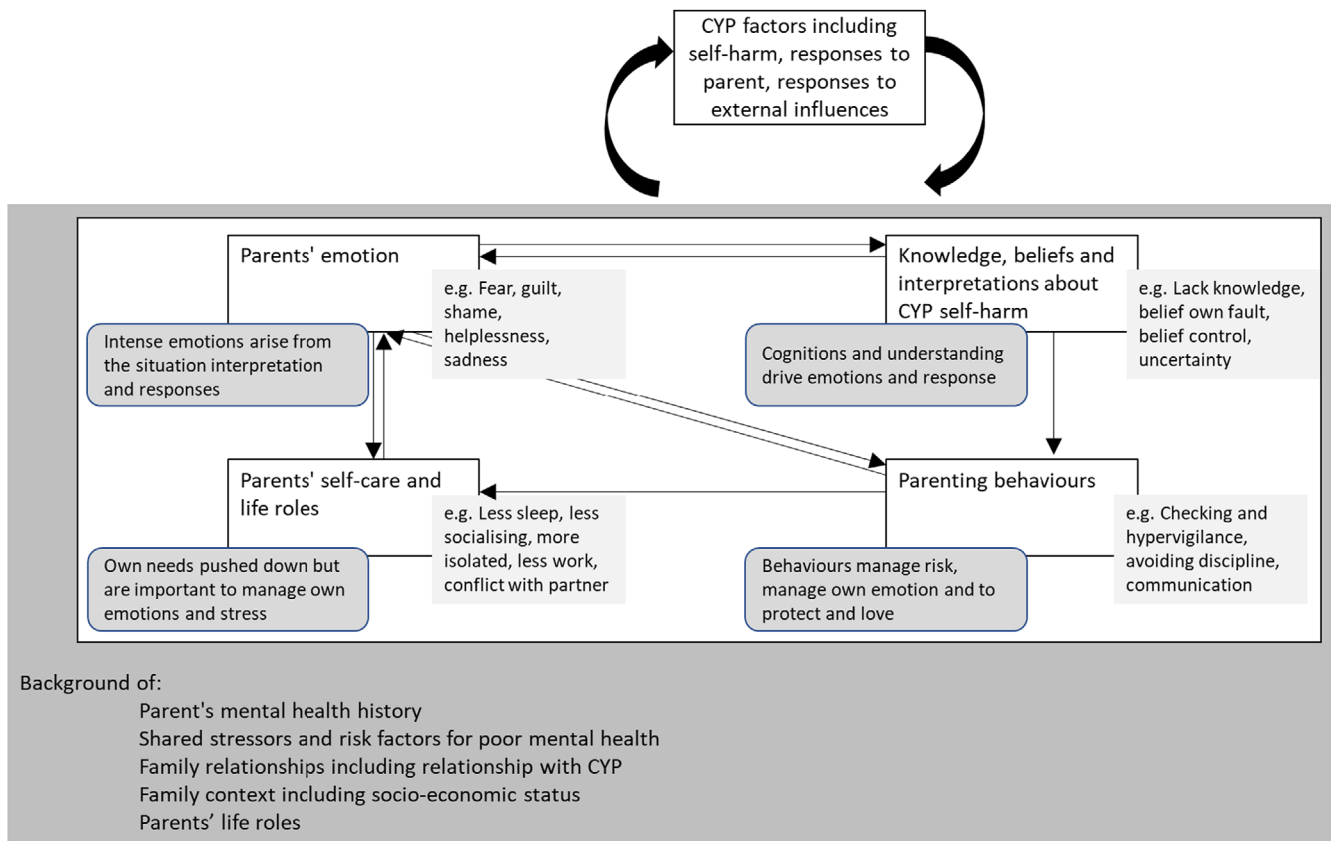 CYP factors including
self-harm, responses to
parent, responses to
external influences
Parents' emotion
e.g. Fear, guilt,
shame,
helplessness,
sadness
Intense emotions arise from
the situation interpretation
and responses
Knowledge, beliefs and
interpretations about
CYP self-harm
e.g. Lack knowledge,
belief own fault,
belief control,
uncertainty
Cognitions and understanding
drive emotions and response
Parents' self-care and
life roles
e.g. Less sleep, less
socialising, more
isolated, less work,
conflict with partner
Own needs pushed down but
are important to manage own
emotions and stress
Parenting behaviours
e.g. Checking and
hypervigilance,
avoiding discipline,
communication
Behaviours manage risk,
manage own emotion and to
protect and love
Background of:
Parent's mental health history
Shared stressors and risk factors for poor mental health
Family relationships including relationship with CYP
Family context including socio-economic status
Parents’ life roles